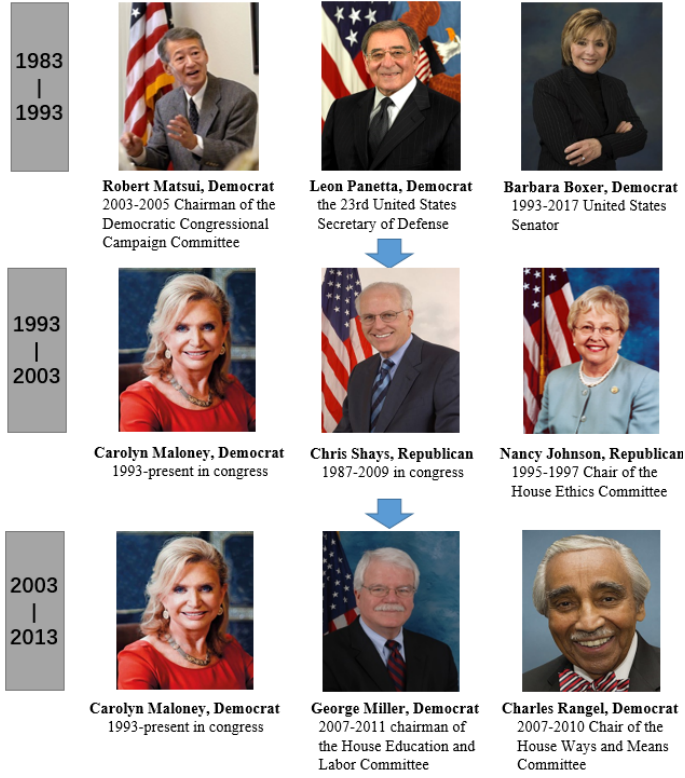 1983
|
1993
Robert Matsui, Democrat
2003-2005 Chairman of the
Democratic Congressional
Campaign Committee
Leon Panetta, Democrat
the 23rd United States
Secretary of Defense
Barbara Boxer, Democrat
1993-2017 United States
Senator
1993
|
2003
Carolyn Maloney, Democrat
1993-present in congress
Chris Shays, Republican
1987-2009 in congress
Nancy Johnson, Republican
1995-1997 Chair of the
House Ethics Committee
2003
|
2013
Carolyn Maloney, Democrat
1993-present in congress
George Miller, Democrat
2007-2011 chairman of
the House Education and
Labor Committee
Charles Rangel, Democrat
2007-2010 Chair of the
House Ways and Means
Committee